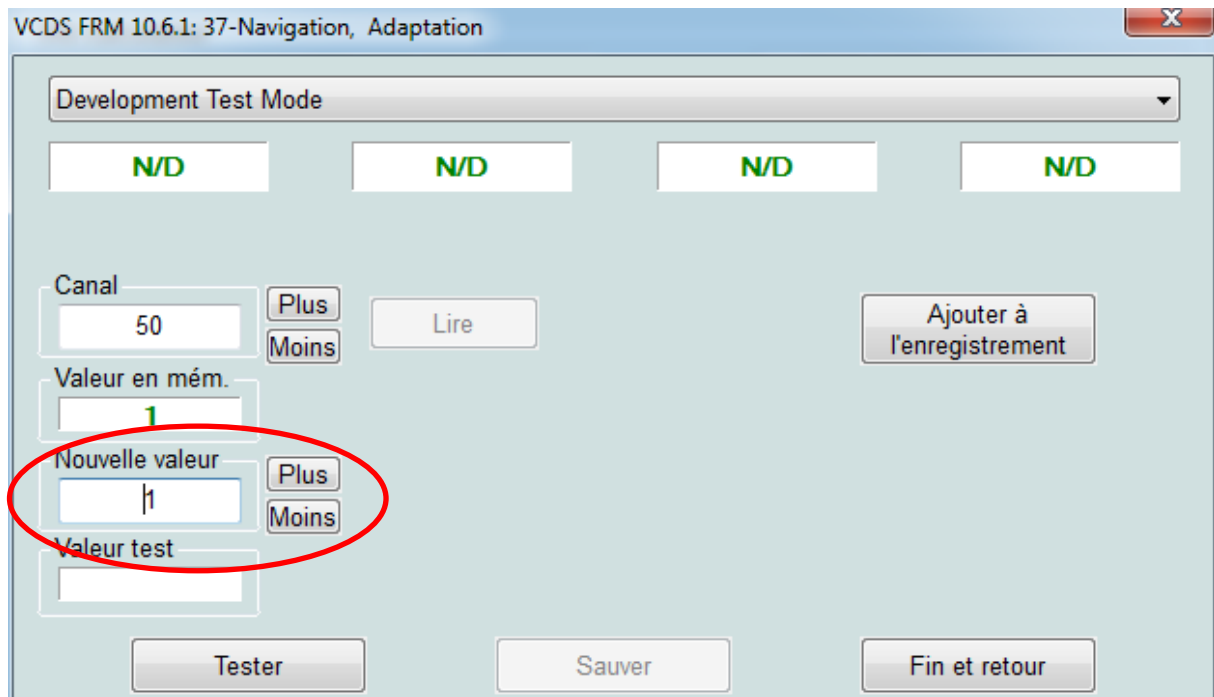 VCDS FRM 10.6.1: 37-Navigation, Adaptation
X
Development Test Mode
N/D N/D N/D N/D
Canal
50
Plus
Moins
Lire
Ajouter à
l'enregistrement
Valeur en mém.
1
Nouvelle valeur
1
Plus
Moins
Valeur test
Tester Sauver Fin et retour